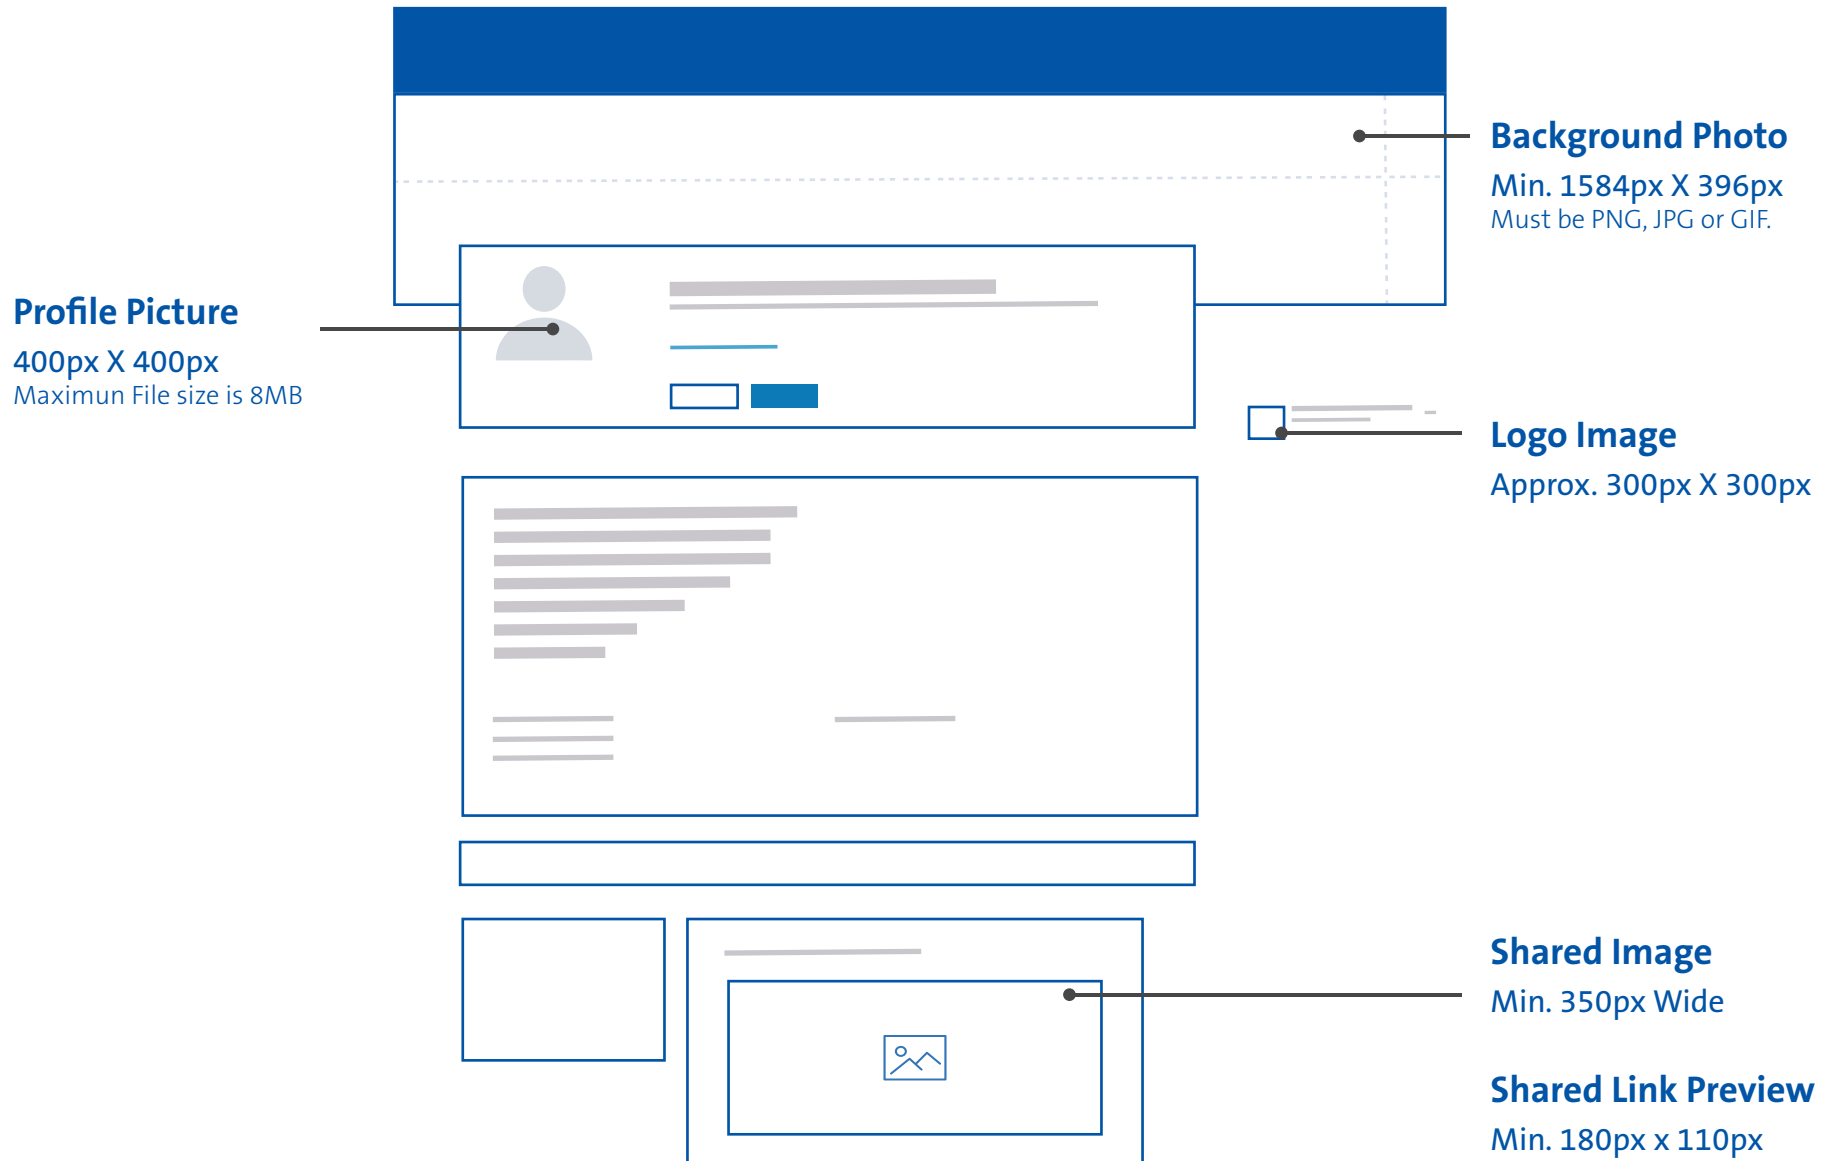 Background Photo
Min. 1584px X 396px
Must be PNG, JPG or GIF.
Profile Picture
400px X 400px
Maximun File size is 8MB
Logo Image
Approx. 300px X 300px
Shared Image
Min. 350px Wide
Shared Link Preview
Min. 180px x 110px